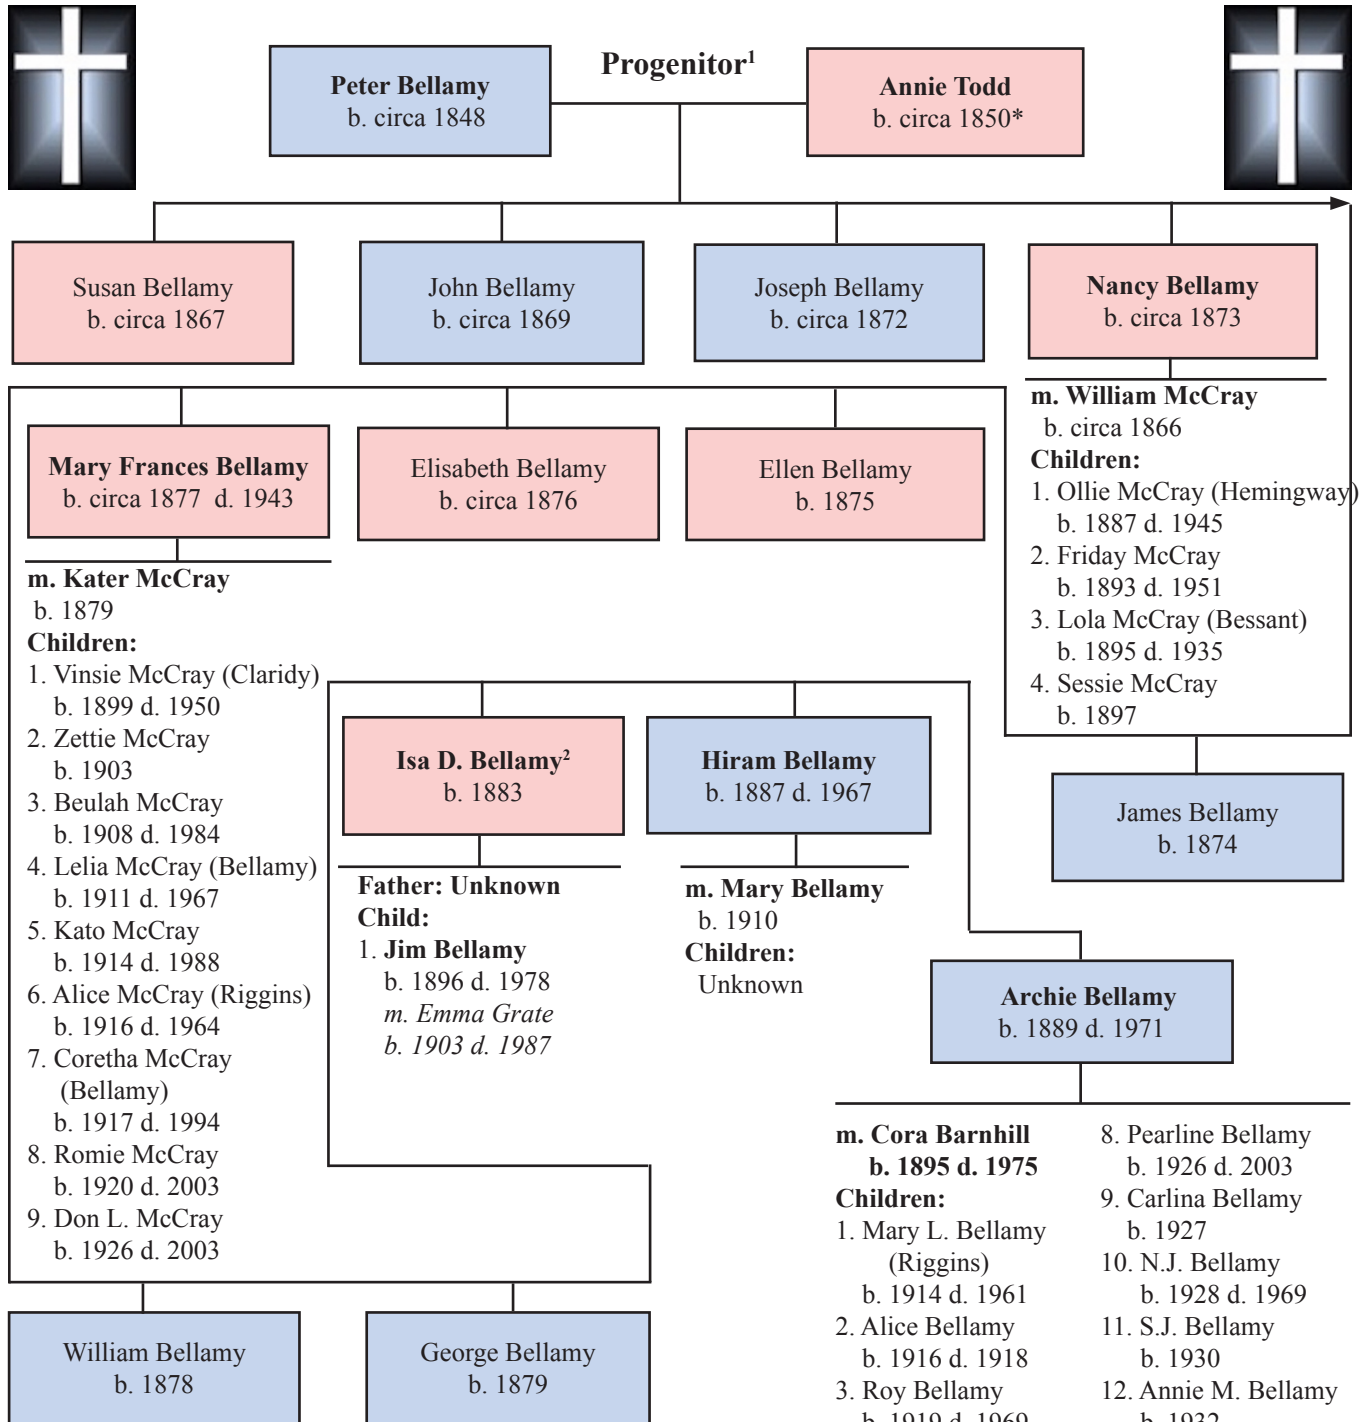 Progenitor¹
Peter Bellamy
b. circa 1848
Annie Todd
b. circa 1850*
Susan Bellamy
b. circa 1867
John Bellamy
b. circa 1869
Joseph Bellamy
b. circa 1872
Nancy Bellamy
b. circa 1873
m. William McCray
b. circa 1866
Children:
1. Ollie McCray (Hemingway)
b. 1887 d. 1945
2. Friday McCray
b. 1893 d. 1951
3. Lola McCray (Bessant)
b. 1895 d. 1935
4. Sessie McCray
b. 1897
James Bellamy
b. 1874
Ellen Bellamy
b. 1875
Elisabeth Bellamy
b. circa 1876
Mary Frances Bellamy
b. circa 1877 d. 1943
m. Kater McCray
b. 1879
Children:
1. Vinsie McCray (Claridy)
b. 1899 d. 1950
2. Zettie McCray
b. 1903
3. Beulah McCray
b. 1908 d. 1984
4. Lelia McCray (Bellamy)
b. 1911 d. 1967
5. Kato McCray
b. 1914 d. 1988
6. Alice McCray (Riggins)
b. 1916 d. 1964
7. Coretha McCray
(Bellamy)
b. 1917 d. 1994
8. Romie McCray
b. 1920 d. 2003
9. Don L. McCray
b. 1926 d. 2003
William Bellamy
b. 1878
George Bellamy
b. 1879
Isa D. Bellamy²
b. 1883
Father: Unknown
Child:
1. Jim Bellamy
b. 1896 d. 1978
m. Emma Grate
b. 1903 d. 1987
Hiram Bellamy
b. 1887 d. 1967
m. Mary Bellamy
b. 1910
Children:
Unknown
Archie Bellamy
b. 1889 d. 1971
m. Cora Barnhill
b. 1895 d. 1975
Children:
1. Mary L. Bellamy
(Riggins)
b. 1914 d. 1961
2. Alice Bellamy
b. 1916 d. 1918
3. Roy Bellamy
b. 1919 d. 1969
8. Pearline Bellamy
b. 1926 d. 2003
9. Carlina Bellamy
b. 1927
10. N.J. Bellamy
b. 1928 d. 1969
11. S.J. Bellamy
b. 1930
12. Annie M. Bellamy
b. 1932